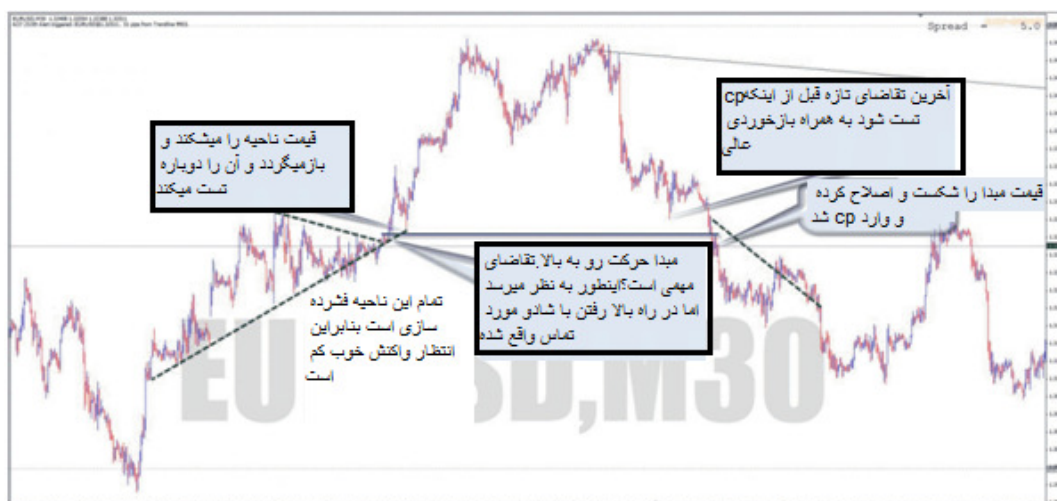 Spread - 5.0
آخرین تقاضای تازه قبل از اینکهcp
تست شود به همراه بازخوردی
عالی
قیمت ناحیه را میشکند و
بازمیگردد و آن را دوباره
تست میکند
قیمت مبدا را شکست و اصلاح کرده
و وارد cp شد
مبدا حرکت رو به بالا.تقاضای
مهمی است؟اینطور به نظر میرسد
اما در راه بالا رفتن با شادو مورد
تماس واقع شده
تمام این ناحیه فشرده
سازی است بنابراین
انتظار واکنش خوب کم
است
EU SD,M30